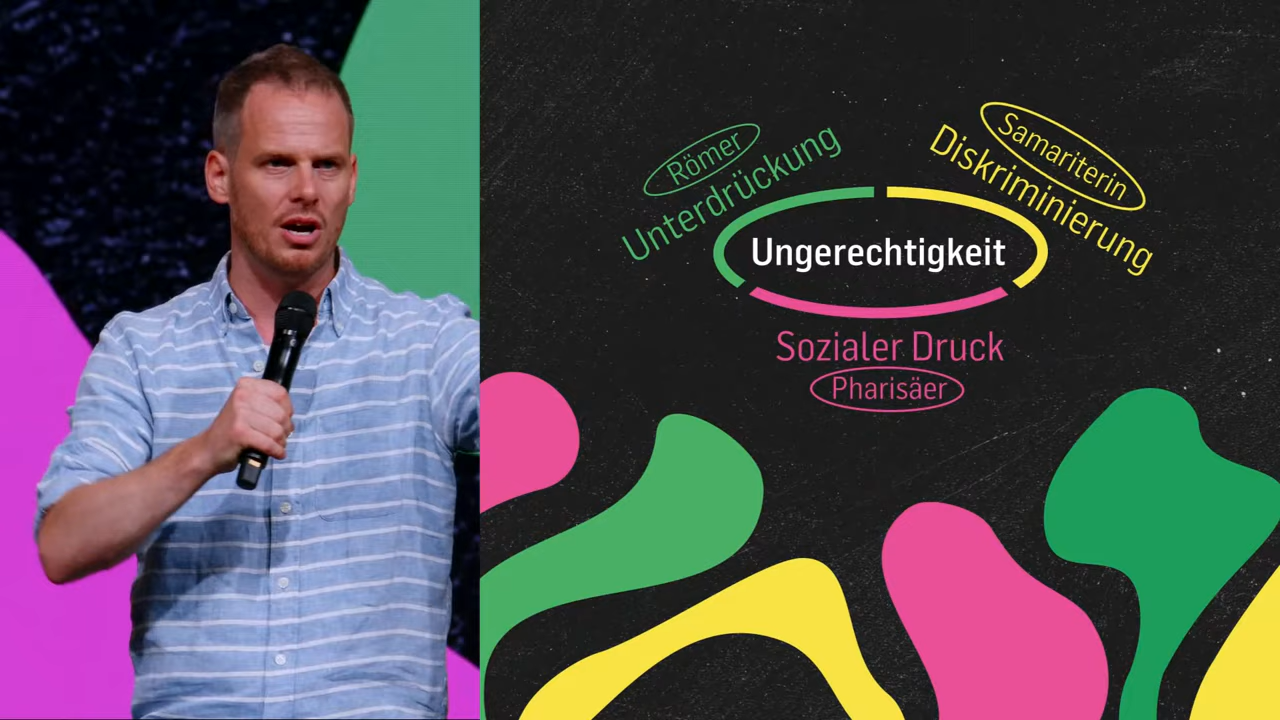 Römer
Unterdrückung
Samariterin
Diskriminierung
Ungerechtigkeit
Sozialer Druck
Pharisäer